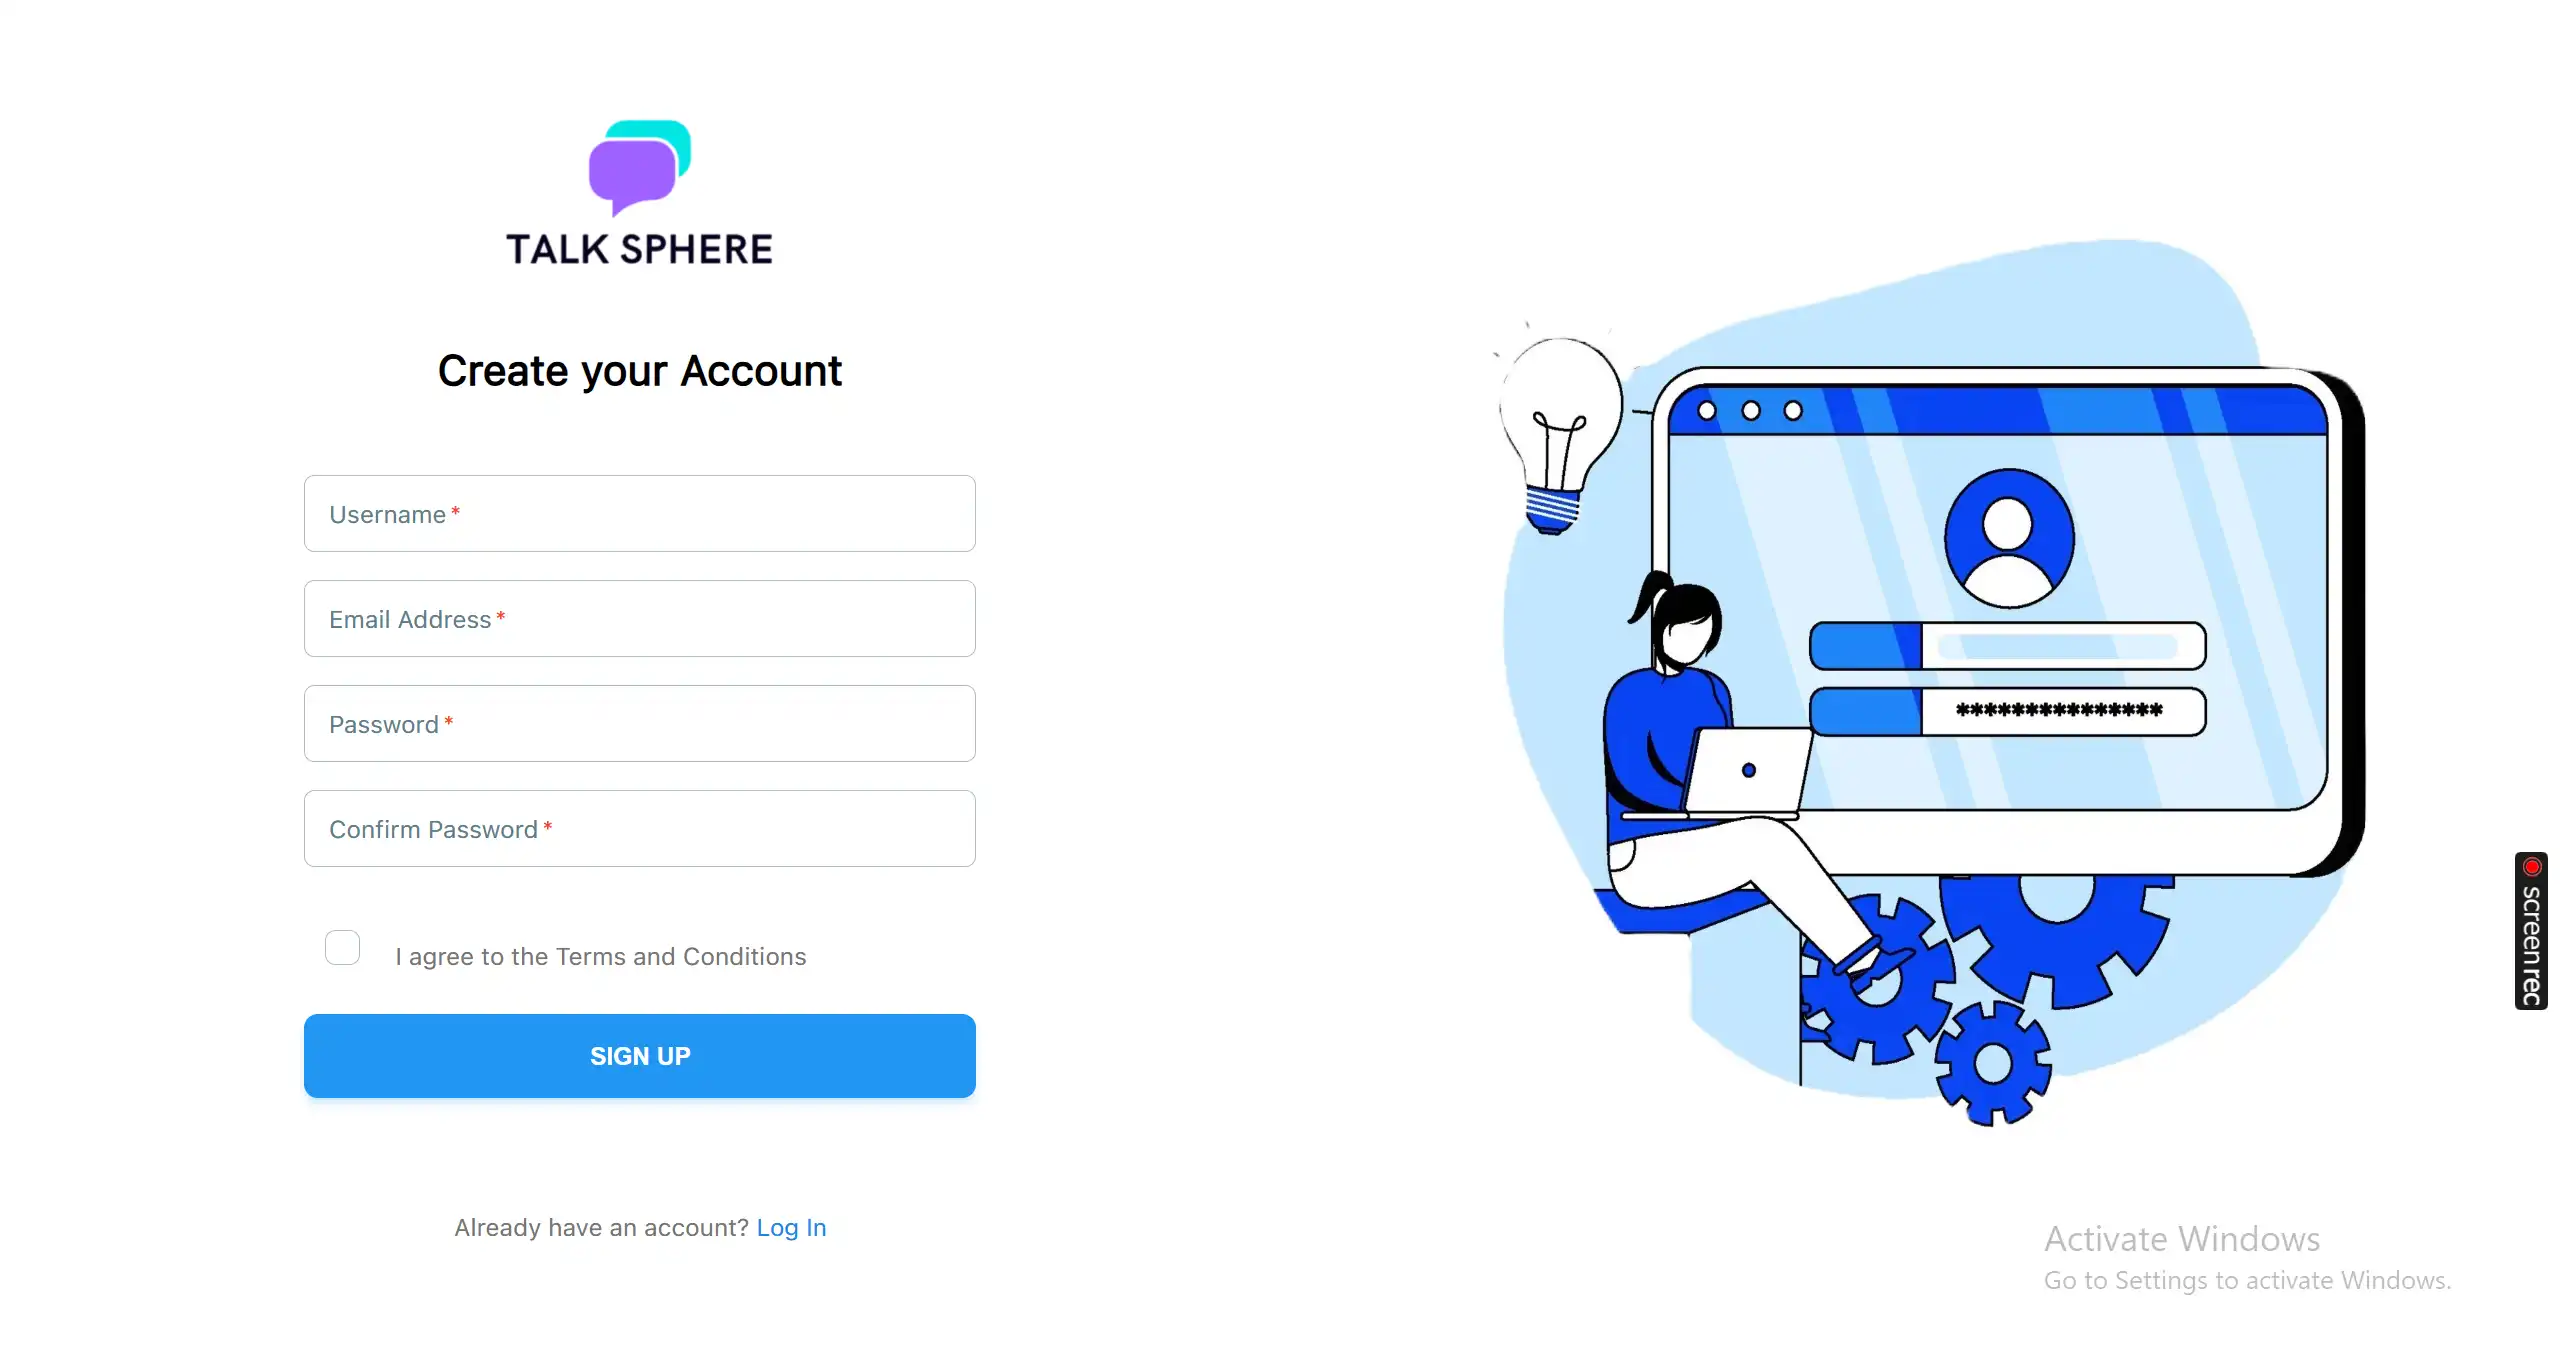 TALK SPHERE
Create your Account
Username *
Email Address *
Password *
Confirm Password *
I agree to the Terms and Conditions
SIGN UP
Already have an account? Log In
***************
screenrec
Activate Windows
Go to Settings to activate Windows.